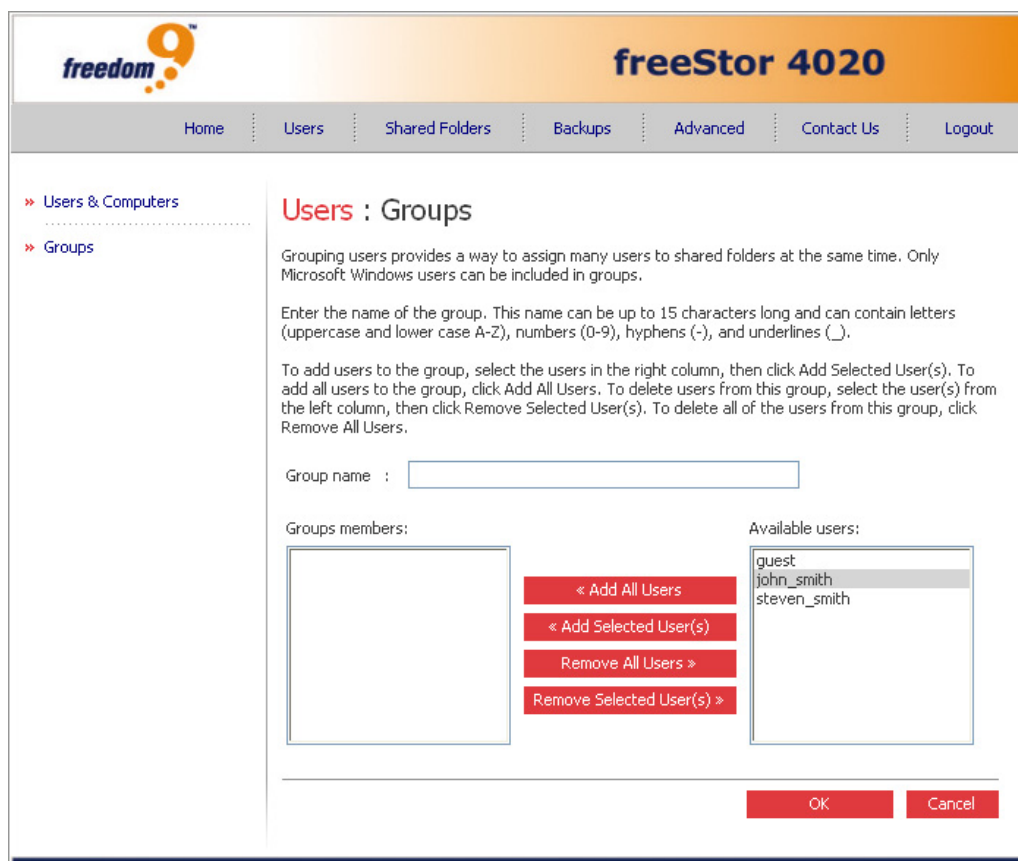 freedom9™
freeStor 4020
Home Users Shared Folders Backups Advanced Contact Us Logout
» Users & Computers
» Groups
Users : Groups
Grouping users provides a way to assign many users to shared folders at the same time. Only
Microsoft Windows users can be included in groups.
Enter the name of the group. This name can be up to 15 characters long and can contain letters
(uppercase and lower case A-Z), numbers (0-9), hyphens (-), and underlines (_).
To add users to the group, select the users in the right column, then click Add Selected User(s). To
add all users to the group, click Add All Users. To delete users from this group, select the user(s) from
the left column, then click Remove Selected User(s). To delete all of the users from this group, click
Remove All Users.
Group name :
Groups members:
« Add All Users
« Add Selected User(s)
Remove All Users »
Remove Selected User(s) »
Available users:
guest
john_smith
steven_smith
OK Cancel